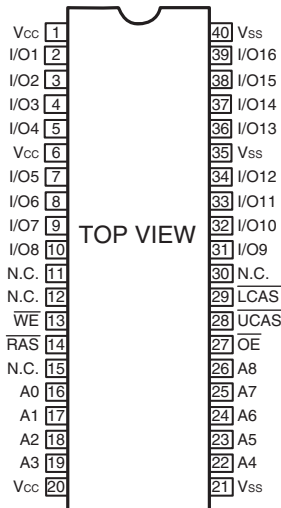 Vcc 1 40 Vss
I/O1 2 39 I/O16
I/O2 3 38 I/O15
I/O3 4 37 I/O14
I/O4 5 36 I/O13
Vcc 6 35 Vss
I/O5 7 34 I/O12
I/O6 8 33 I/O11
I/O7 9 32 I/O10
TOP VIEW
I/O8 10 31 I/O9
N.C. 11 30 N.C.
N.C. 12 29 LCAS
WE 13 28 UCAS
RAS 14 27 OE
N.C. 15 26 A8
A0 16 25 A7
A1 17 24 A6
A2 18 23 A5
A3 19 22 A4
Vcc 20 21 Vss